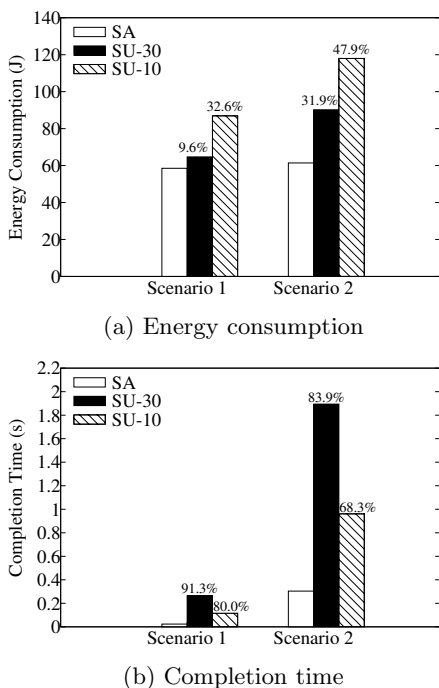 140
120
100
80
60
40
20
0
Energy Consumption (J)
SA
SU-30
SU-10
9.6%
32.6%
31.9%
47.9%
Scenario 1
Scenario 2
(a) Energy consumption
2.2
2
1.8
1.6
1.4
1.2
1
0.8
0.6
0.4
0.2
0
Completion Time (s)
SA
SU-30
SU-10
91.3%
80.0%
83.9%
68.3%
Scenario 1
Scenario 2
(b) Completion time